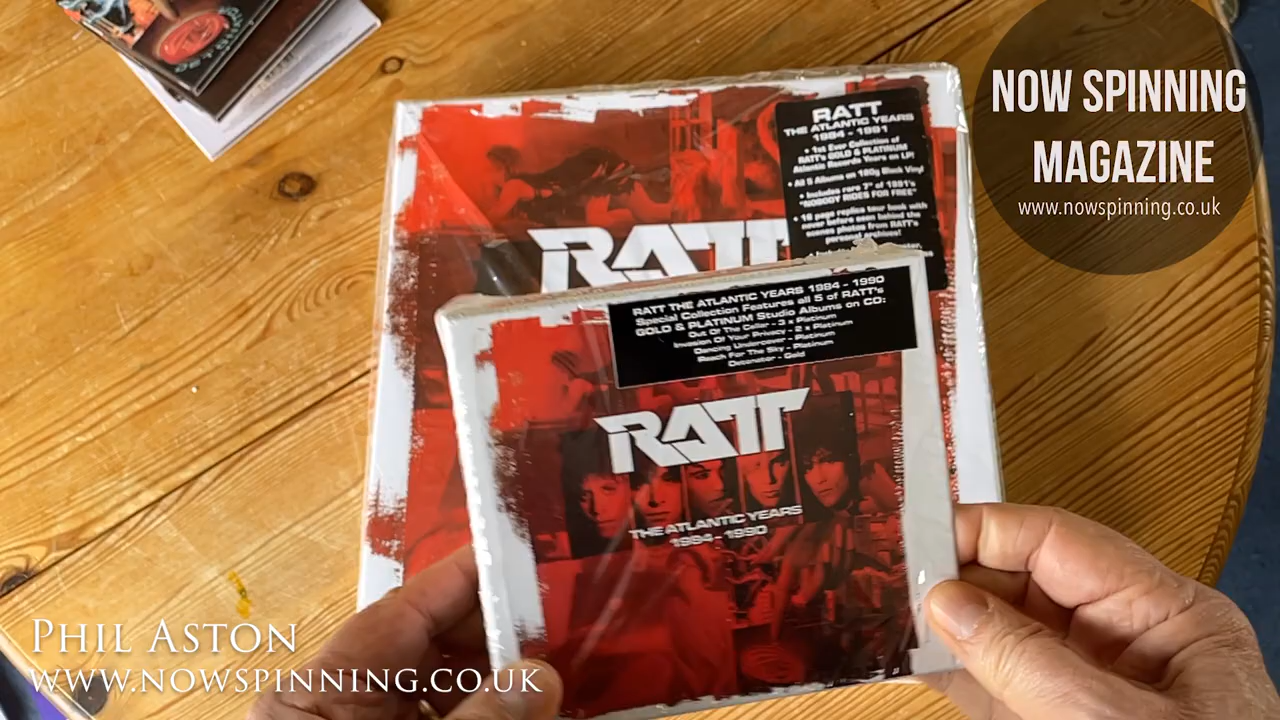 NOW SPINNING
MAGAZINE
www.nowspinning.co.uk
RATT
THE ATLANTIC YEARS
1984 - 1991
• 1st Ever Collection of
RATT's GOLD & PLATINUM
Atlantic Records Years on LP!
• All 5 Albums on 180g Black Vinyl
• Includes rare 7" of 1991's
"NOBODY RIDES FOR FREE"
• 16 page replica tour book with
never before seen behind the
scenes photos from RATT's
personal archives!
RATT
RATT THE ATLANTIC YEARS 1984 - 1990
Special Collection Features all 5 of RATT's
GOLD & PLATINUM Studio Albums on CD:
Out Of The Cellar - 3 x Platinum
Invasion Of Your Privacy - 2 x Platinum
Dancing Undercover - Platinum
Reach For The Sky - Platinum
Detonator - Gold
RATT
THE ATLANTIC YEARS
1984 - 1990
PHIL ASTON
WWW.NOWSPINNING.CO.UK